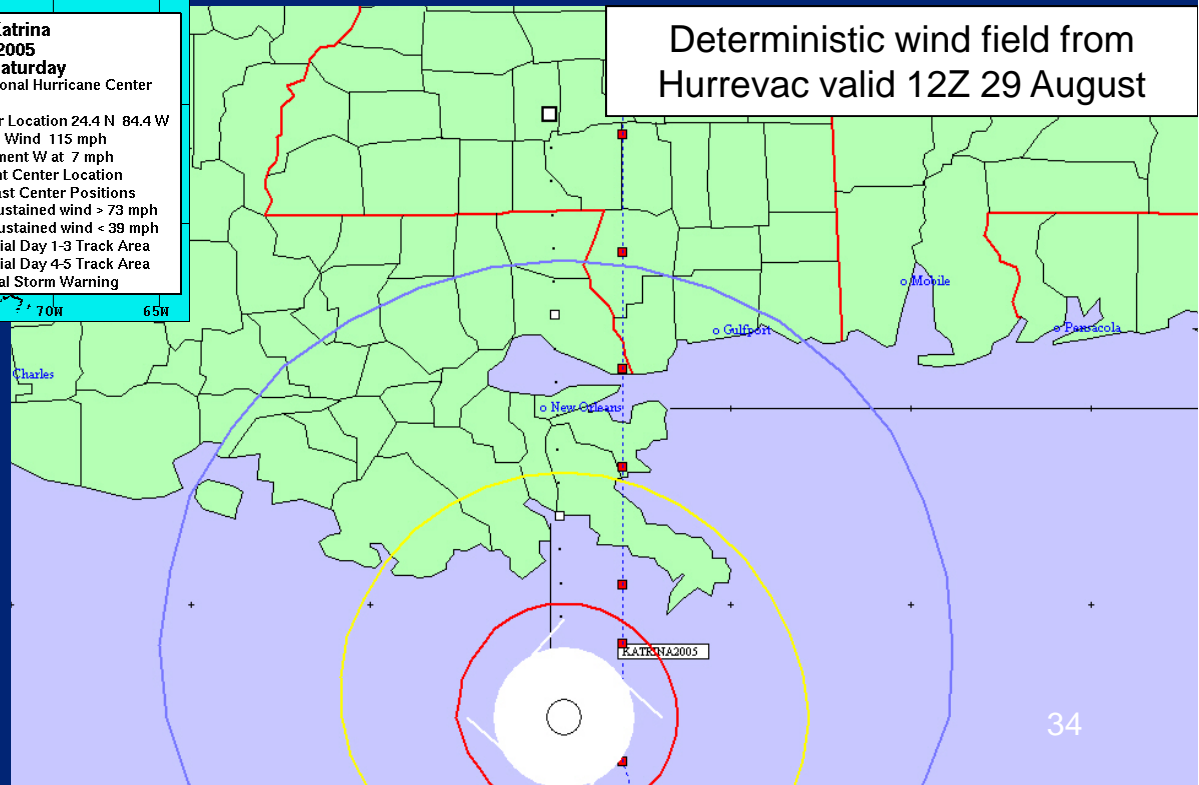 Katrina
2005
aturday
onal Hurricane Center
r Location 24.4 N 84.4 W
Wind 115 mph
ment W at 7 mph
nt Center Location
ast Center Positions
ustained wind > 73 mph
ustained wind < 39 mph
ial Day 1-3 Track Area
ial Day 4-5 Track Area
al Storm Warning
70W 65W
Deterministic wind field from
Hurrevac valid 12Z 29 August
Mobile
Gulfport
Pensacola
Charles
New Orleans
KATRINA2005
34